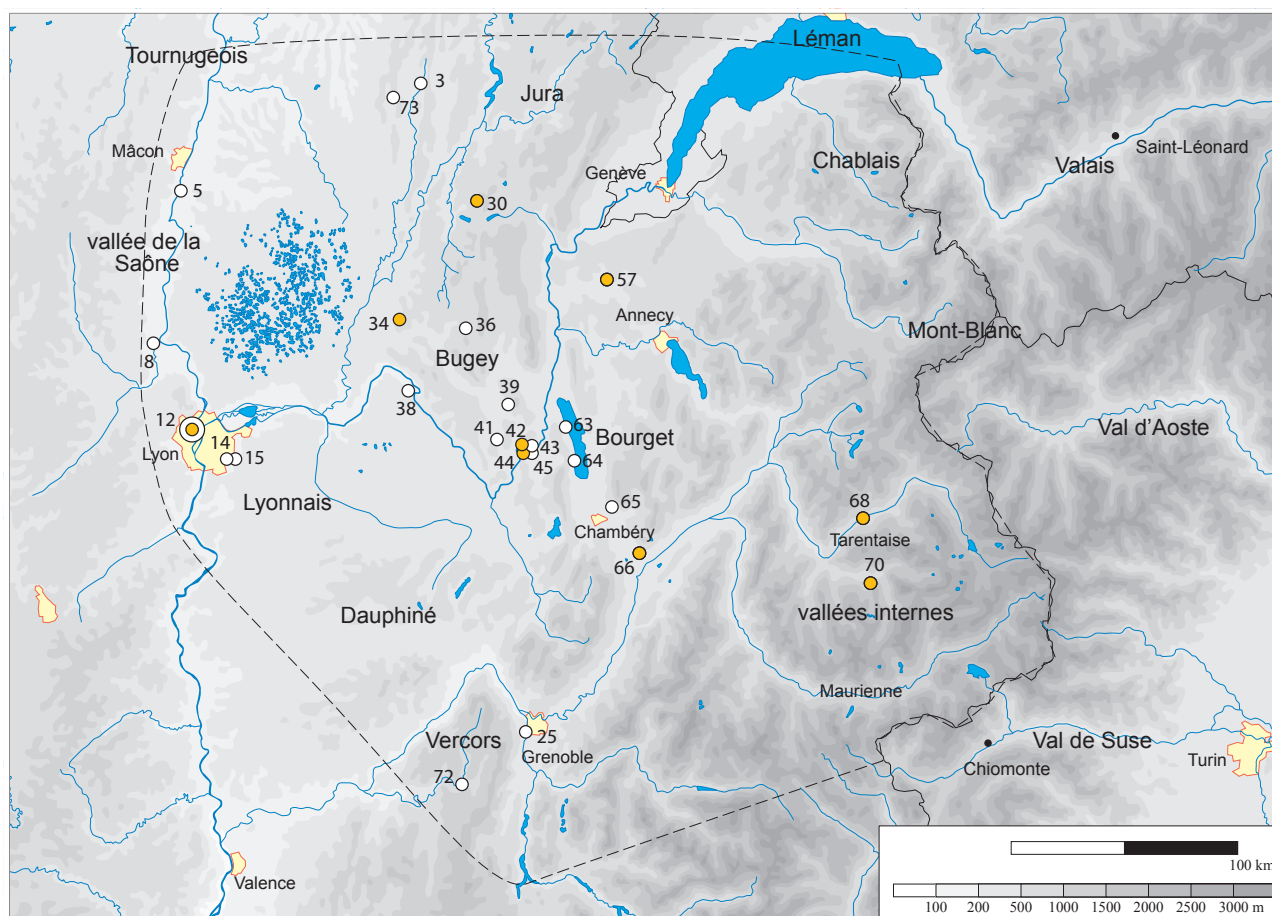 Léman
Tournugeois
3
Jura
73
Mâcon
Saint-Léonard
Chablais
Valais
Genève
5
30
vallée de la
Saône
57
34
36
Annecy
Mont-Blanc
8
Bugey
39
38
12
41
42
63
Val d'Aoste
14
43
Bourget
Lyon
15
44
45
64
Lyonnais
65
68
Chambéry
Tarentaise
66
70
Dauphiné
vallées internes
Maurienne
25
Vercors
Val de Suse
Grenoble
Turin
Chiomonte
72
100 km
Valence
100 200 500 1000 1500 2000 2500 3000 m